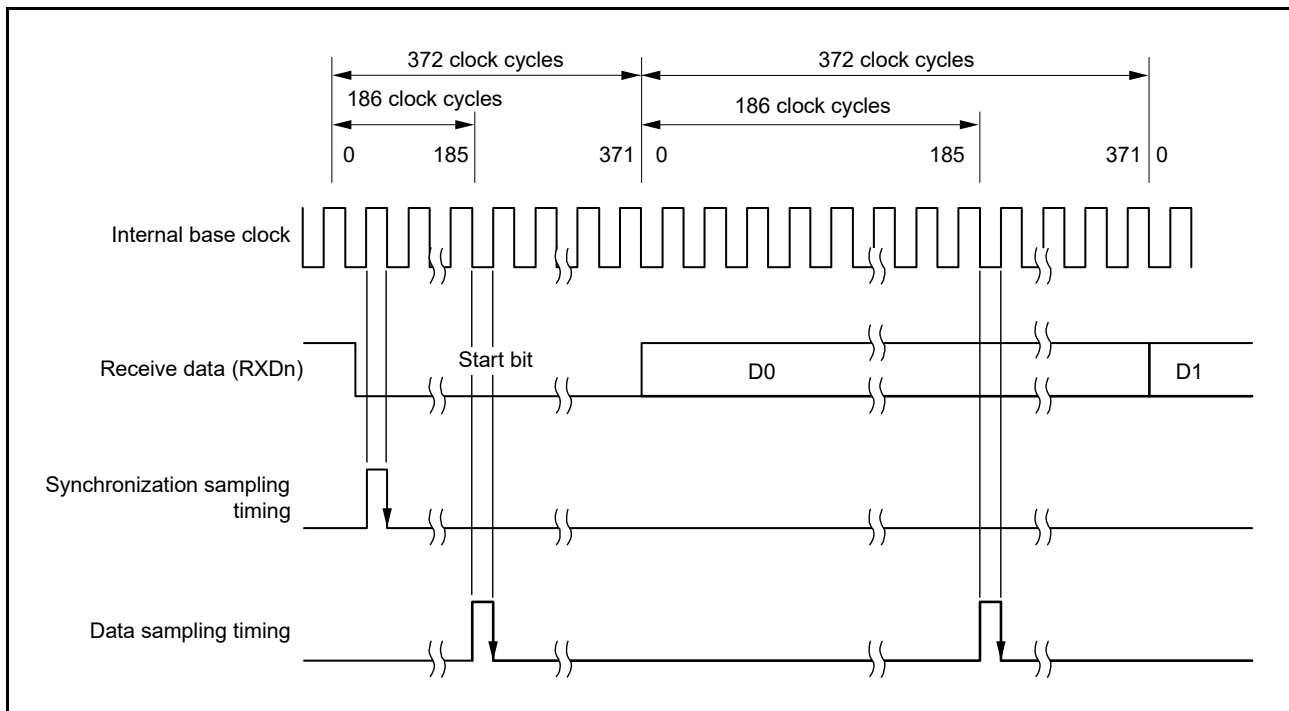 372 clock cycles 372 clock cycles
186 clock cycles 186 clock cycles
0 185 371 0 185 371 0
Internal base clock
Receive data (RXDn) Start bit D0 D1
Synchronization sampling
timing
Data sampling timing